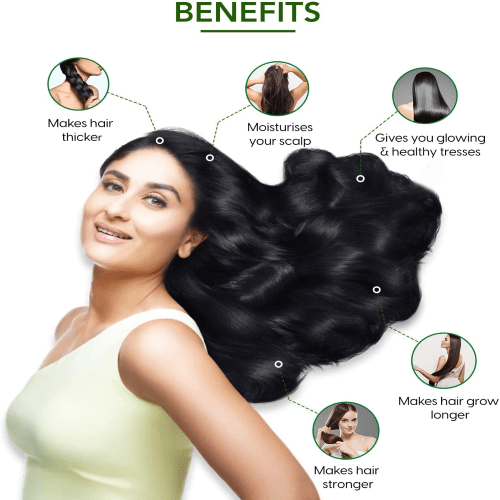 BENEFITS
Makes hair
thicker
Moisturises
your scalp
Gives you glowing
& healthy tresses
Makes hair grow
longer
Makes hair
stronger